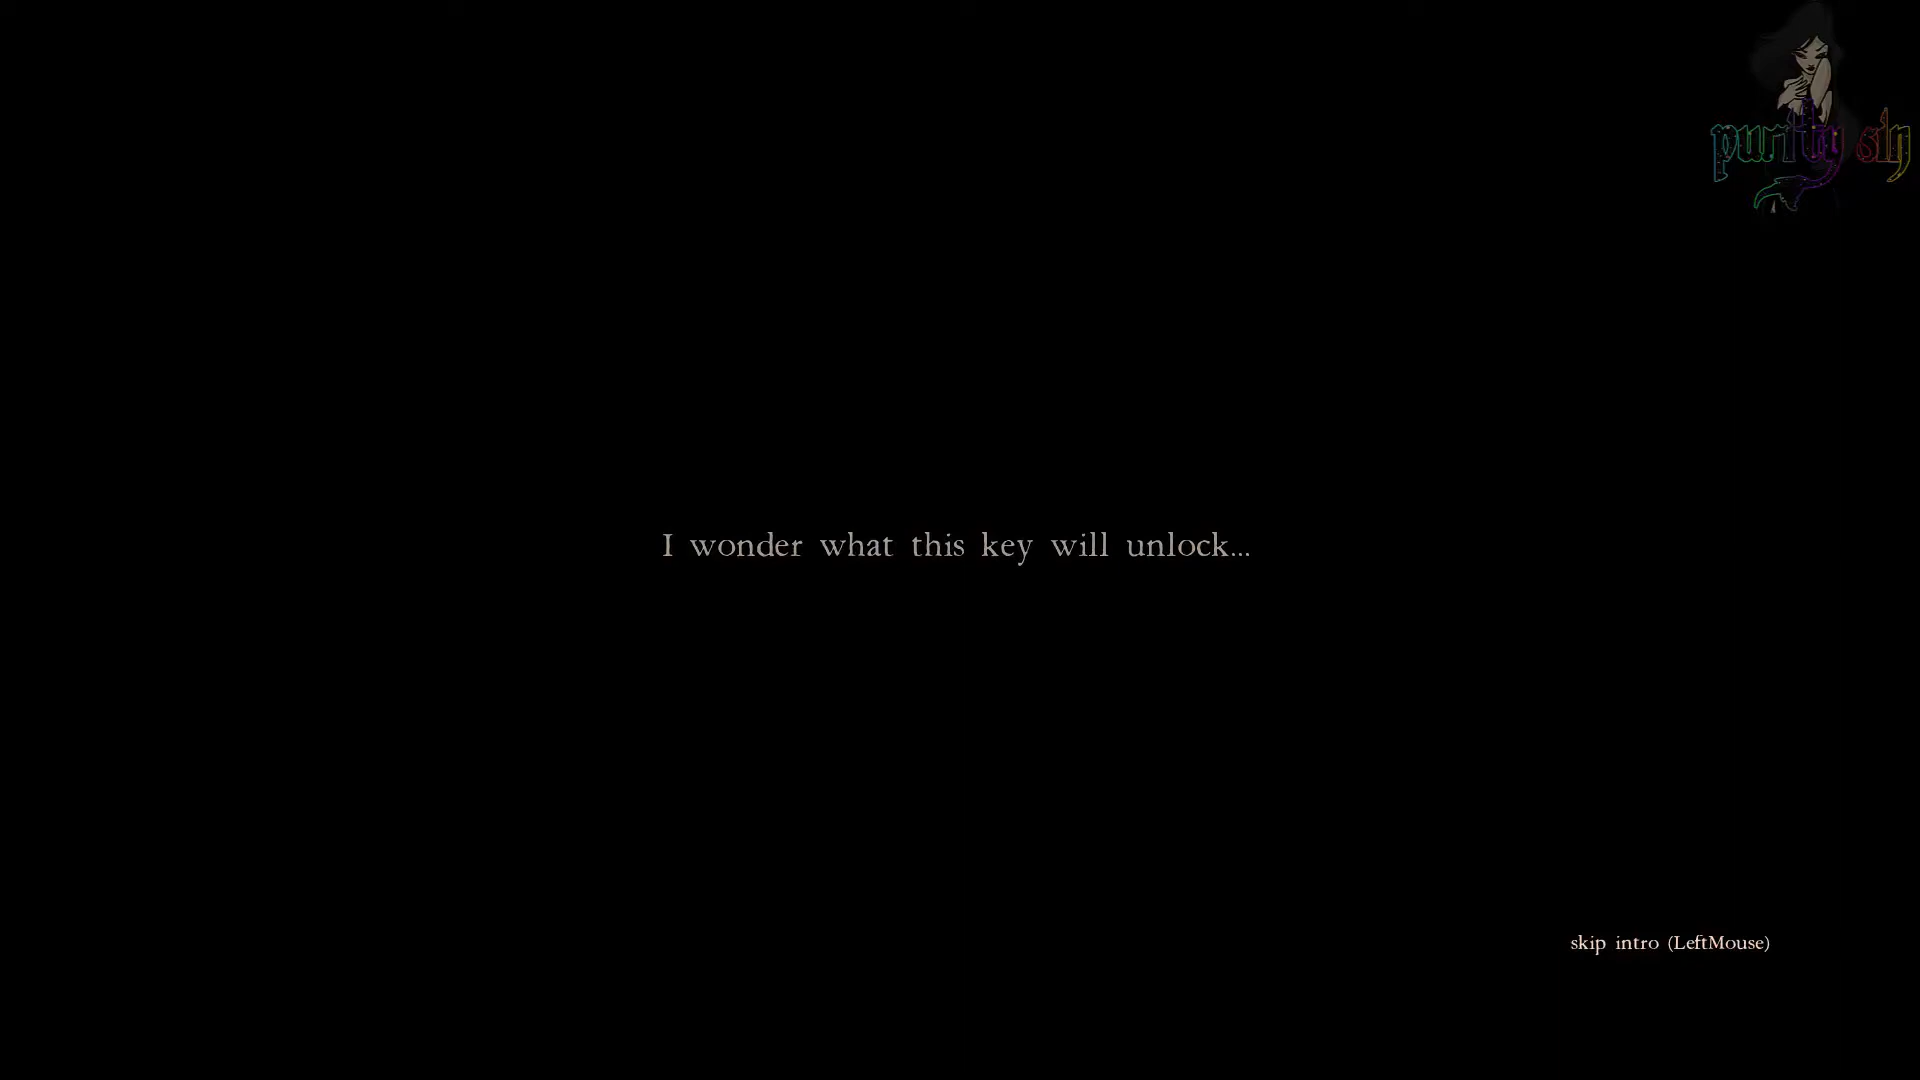 purity sin
I wonder what this key will unlock...
skip intro (LeftMouse)